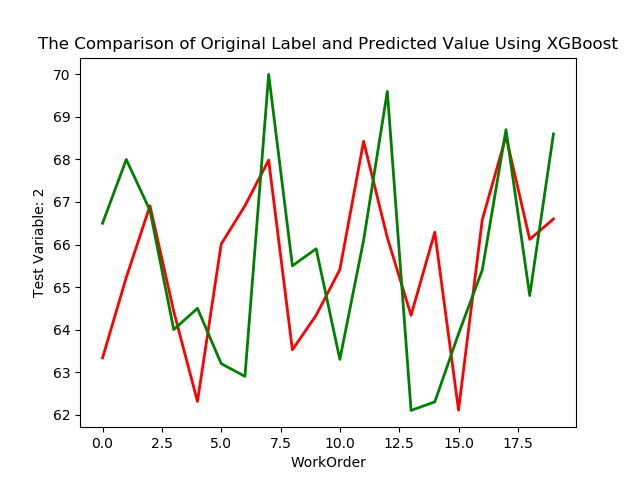 The Comparison of Original Label and Predicted Value Using XGBoost
70
69
68
67
66
65
64
63
62
Test Variable: 2
0.0 2.5 5.0 7.5 10.0 12.5 15.0 17.5
WorkOrder